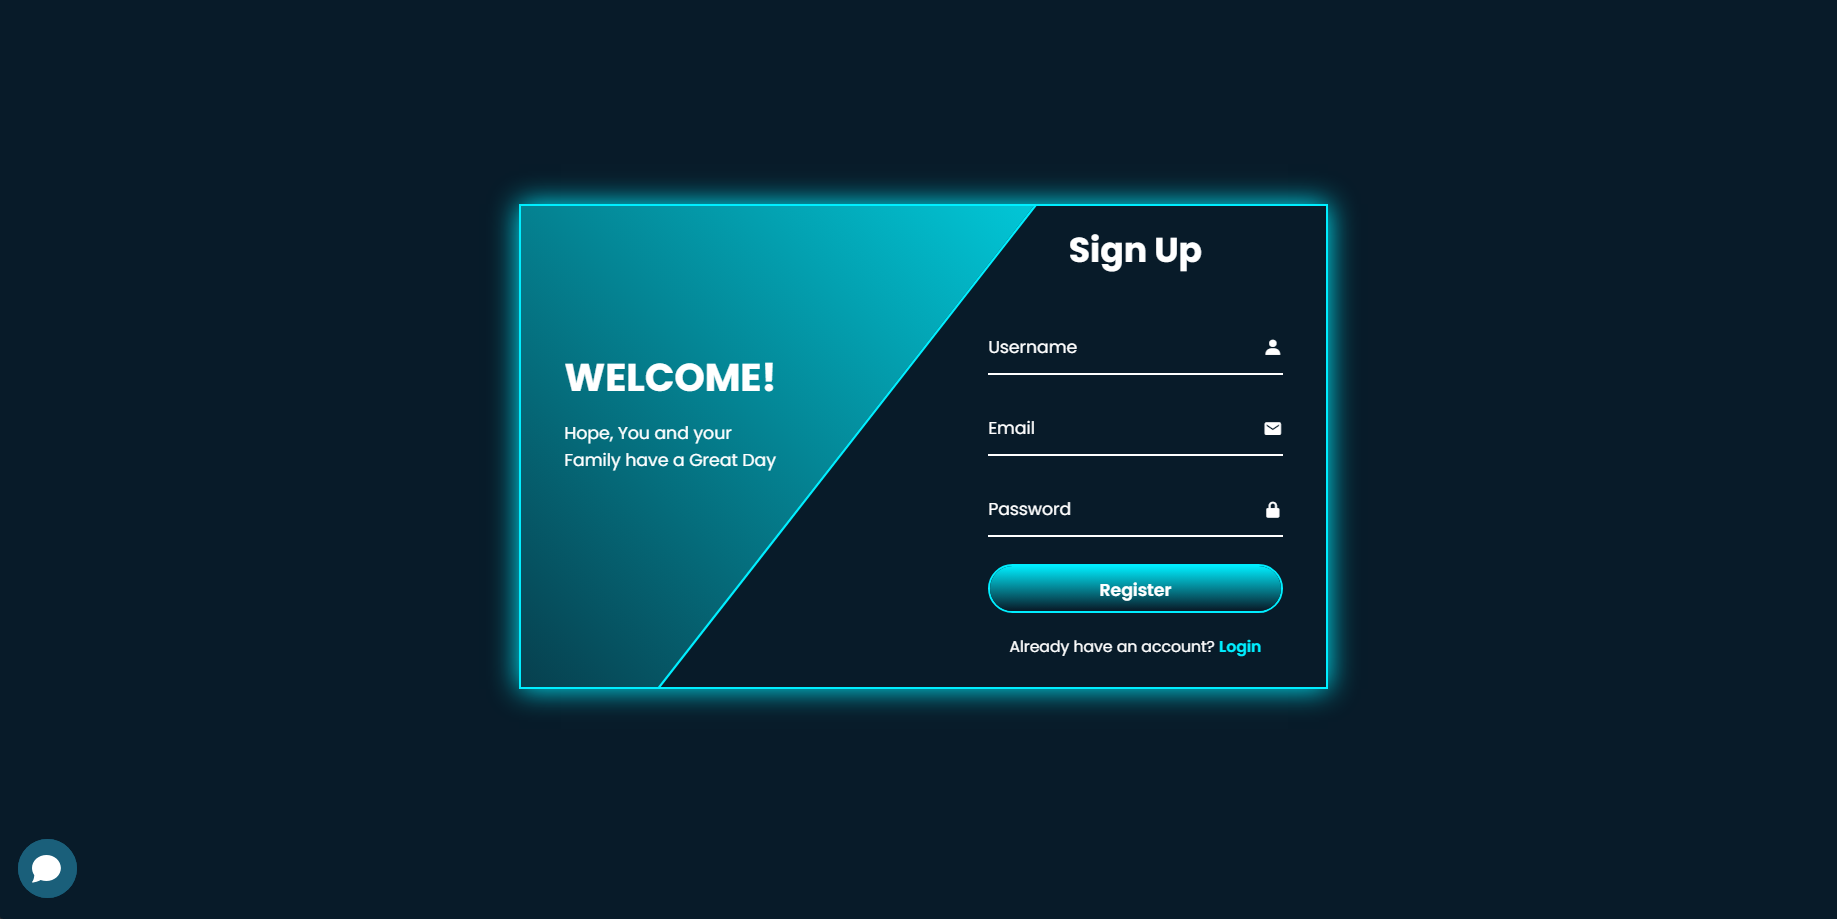 WELCOME!
Hope, You and your
Family have a Great Day
Sign Up
Username
Email
Password
Register
Already have an account? Login